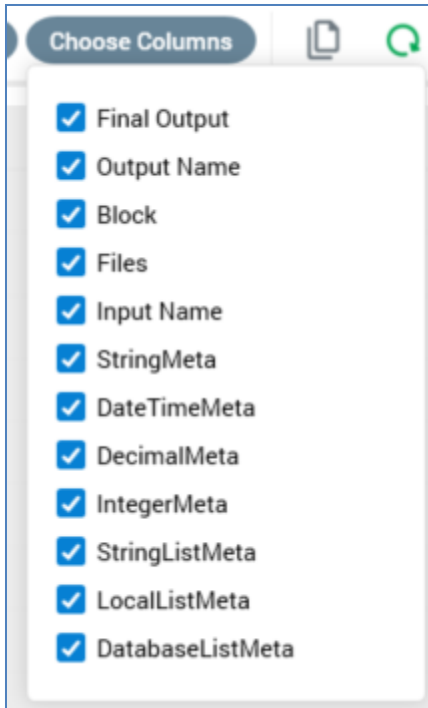 Choose Columns
Final Output
Output Name
Block
Files
Input Name
StringMeta
DateTimeMeta
DecimalMeta
IntegerMeta
StringListMeta
LocalListMeta
DatabaseListMeta